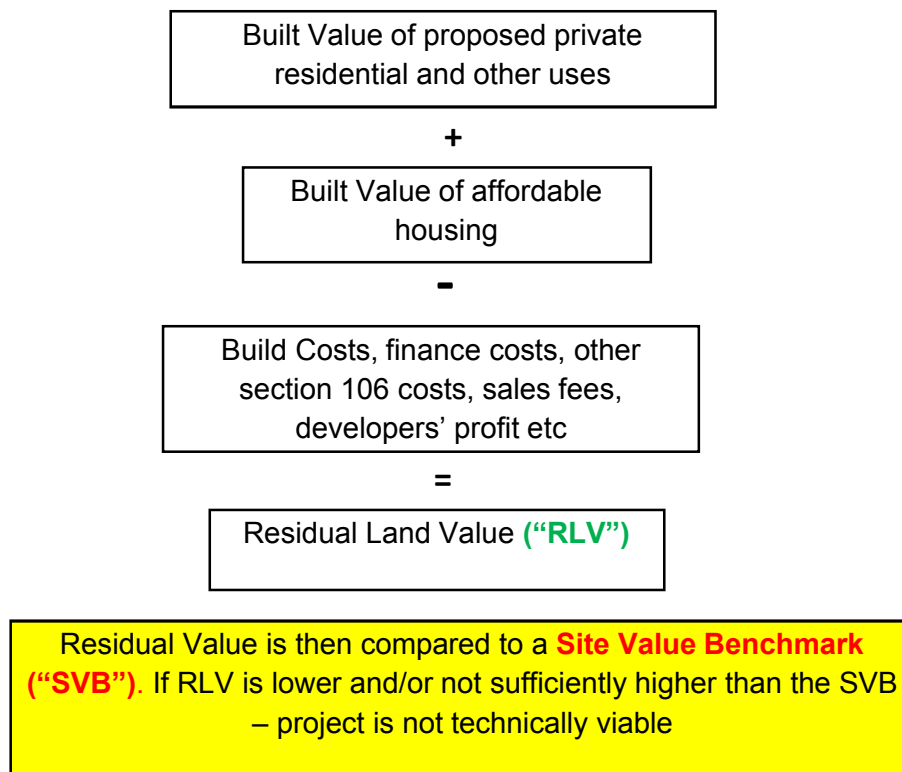 Built Value of proposed private
residential and other uses
+
Built Value of affordable
housing
-
Build Costs, finance costs, other
section 106 costs, sales fees,
developers’ profit etc
=
Residual Land Value (“RLV”)
Residual Value is then compared to a Site Value Benchmark
(“SVB”). If RLV is lower and/or not sufficiently higher than the SVB
– project is not technically viable